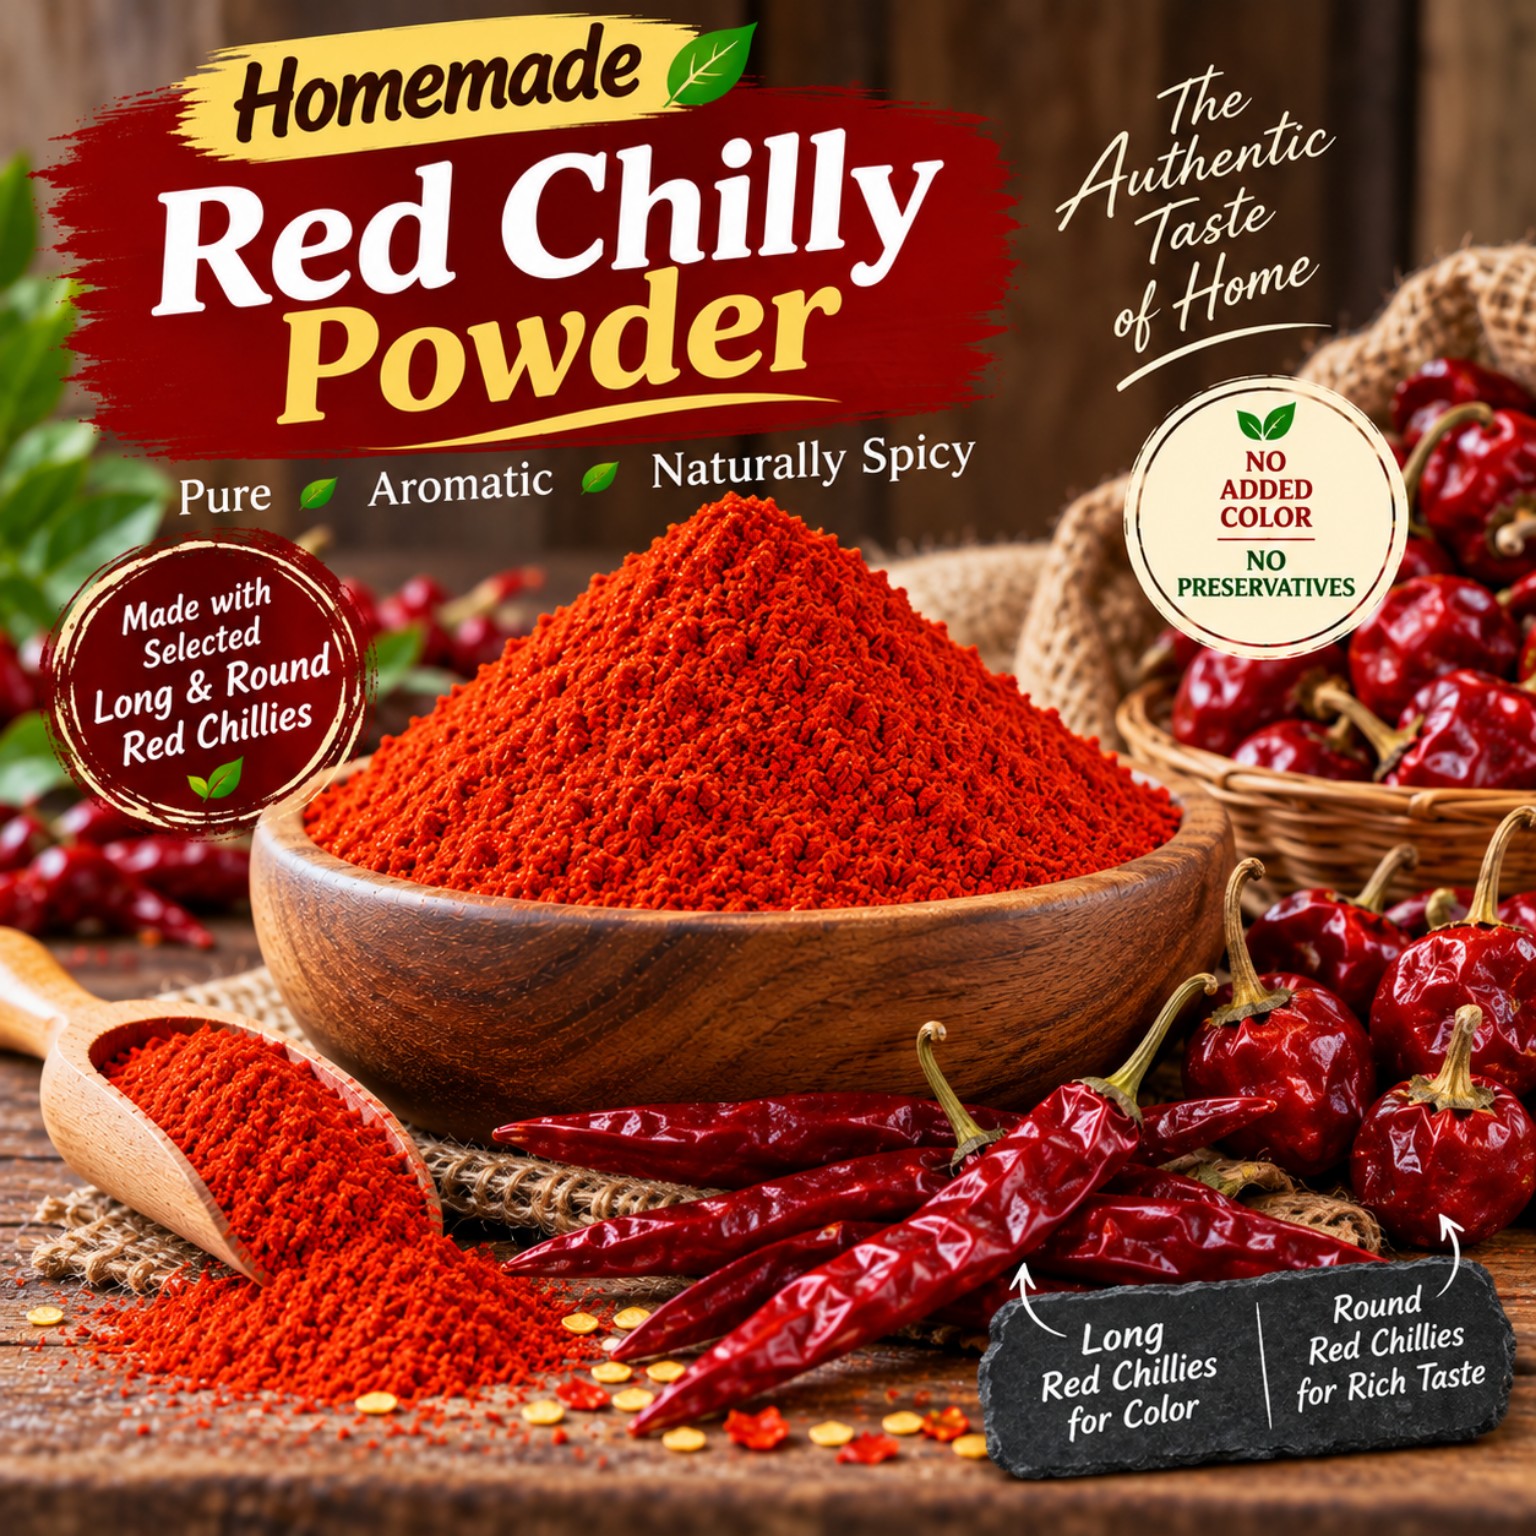 Homemade
Red Chilly
Powder
Pure Aromatic Naturally Spicy
The
Authentic
Taste
of Home
NO
ADDED
COLOR
NO
PRESERVATIVES
Made with
Selected
Long & Round
Red Chillies
Long
Red Chillies
for Color
Round
Red Chillies
for Rich Taste